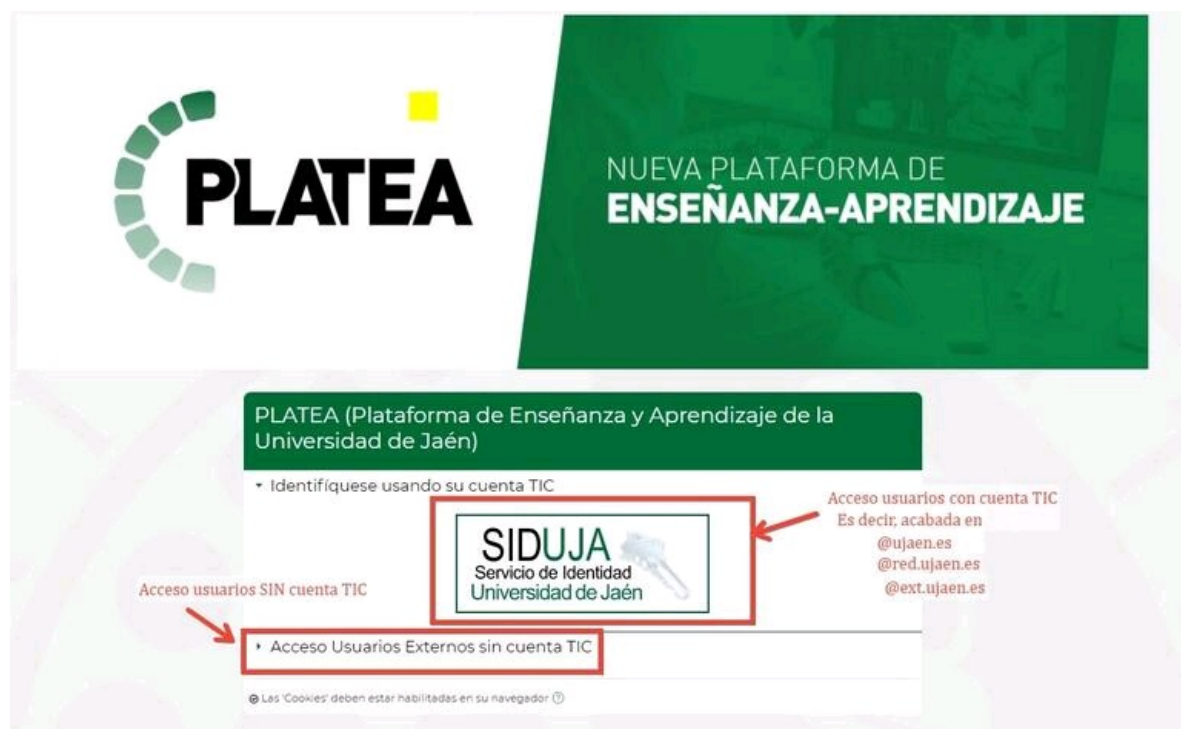 PLATEA
NUEVA PLATAFORMA DE
ENSEÑANZA-APRENDIZAJE
PLATEA (Plataforma de Enseñanza y Aprendizaje de la
Universidad de Jaén)
Identifíquese usando su cuenta TIC
SIDUJA
Servicio de Identidad
Universidad de Jaén
Acceso usuarios con cuenta TIC
Es decir, acabada en
@ujaen.es
@red.ujaen.es
@ext.ujaen.es
Acceso usuarios SIN cuenta TIC
Acceso Usuarios Externos sin cuenta TIC
Las 'Cookies' deben estar habilitadas en su navegador